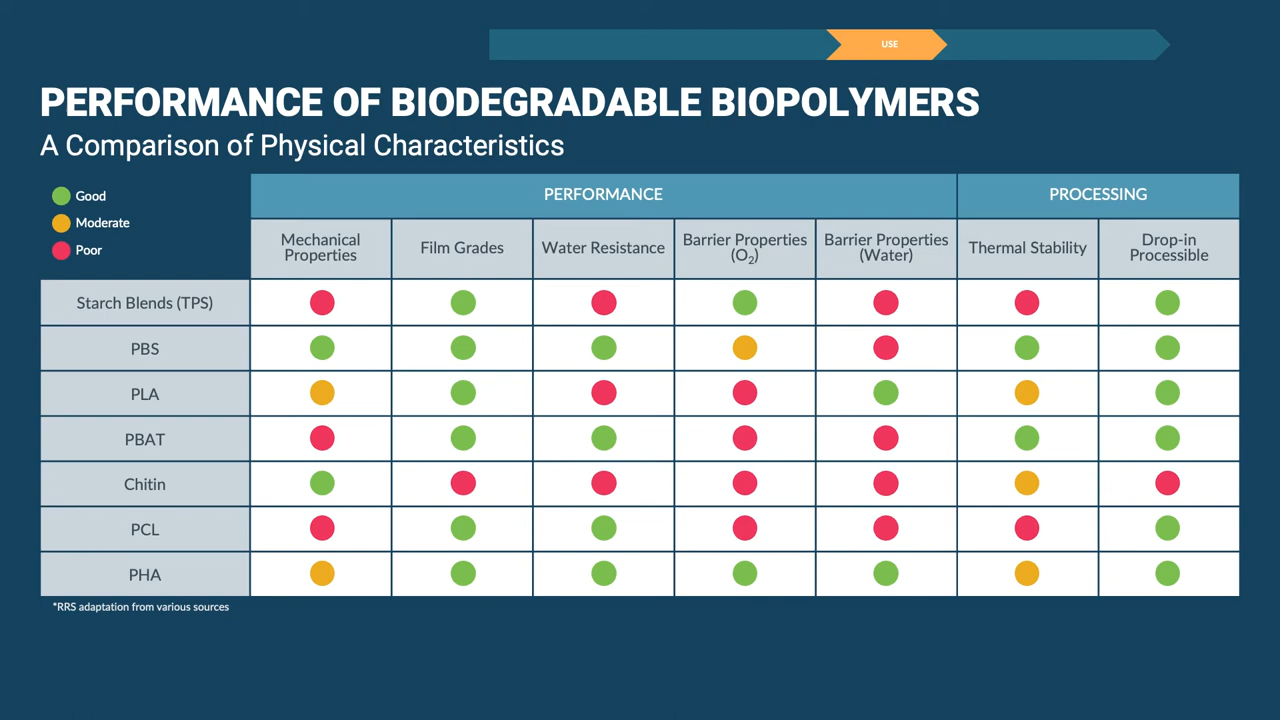 USE
PERFORMANCE OF BIODEGRADABLE BIOPOLYMERS
A Comparison of Physical Characteristics
Good
Moderate
Poor
PERFORMANCE
PROCESSING
Mechanical
Properties
Film Grades
Water Resistance
Barrier Properties
(O₂)
Barrier Properties
(Water)
Thermal Stability
Drop-in
Processible
Starch Blends (TPS)
PBS
PLA
PBAT
Chitin
PCL
PHA
*RRS adaptation from various sources